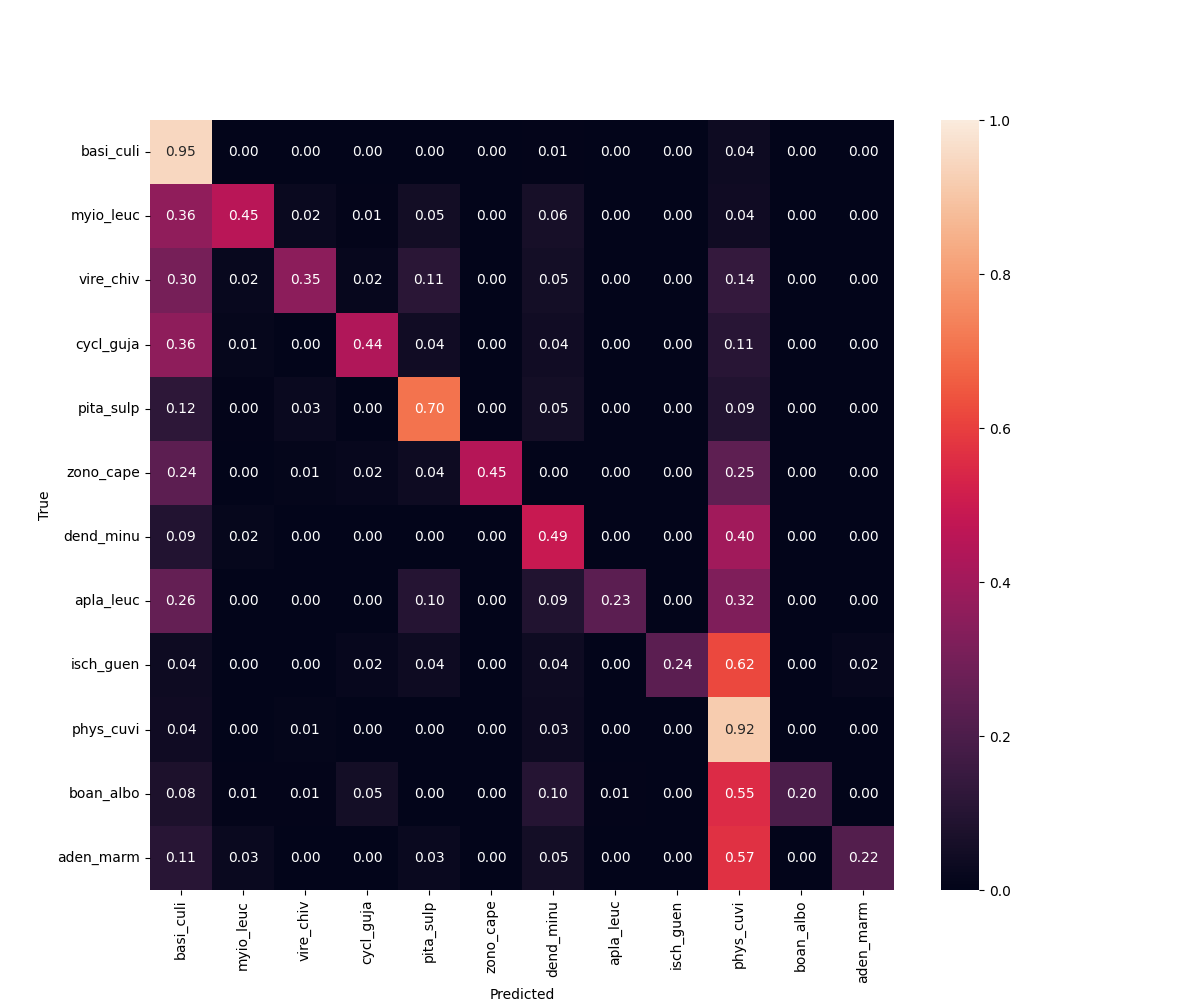 basi_culi 0.95 0.00 0.00 0.00 0.00 0.00 0.01 0.00 0.00 0.04 0.00 0.00
myio_leuc 0.36 0.45 0.02 0.01 0.05 0.00 0.06 0.00 0.00 0.04 0.00 0.00
vire_chiv 0.30 0.02 0.35 0.02 0.11 0.00 0.05 0.00 0.00 0.14 0.00 0.00
cycl_guja 0.36 0.01 0.00 0.44 0.04 0.00 0.04 0.00 0.00 0.11 0.00 0.00
pita_sulp 0.12 0.00 0.03 0.00 0.70 0.00 0.05 0.00 0.00 0.09 0.00 0.00
zono_cape 0.24 0.00 0.01 0.02 0.04 0.45 0.00 0.00 0.00 0.25 0.00 0.00
dend_minu 0.09 0.02 0.00 0.00 0.00 0.00 0.49 0.00 0.00 0.40 0.00 0.00
apla_leuc 0.26 0.00 0.00 0.00 0.10 0.00 0.09 0.23 0.00 0.32 0.00 0.00
isch_guen 0.04 0.00 0.00 0.02 0.04 0.00 0.04 0.00 0.24 0.62 0.00 0.02
phys_cuvi 0.04 0.00 0.01 0.00 0.00 0.00 0.03 0.00 0.00 0.92 0.00 0.00
boan_albo 0.08 0.01 0.01 0.05 0.00 0.00 0.10 0.01 0.00 0.55 0.20 0.00
aden_marm 0.11 0.03 0.00 0.00 0.03 0.00 0.05 0.00 0.00 0.57 0.00 0.22
basi_culi myio_leuc vire_chiv cycl_guja pita_sulp zono_cape dend_minu apla_leuc isch_guen phys_cuvi boan_albo aden_marm
Predicted
True
1.0
0.8
0.6
0.4
0.2
0.0